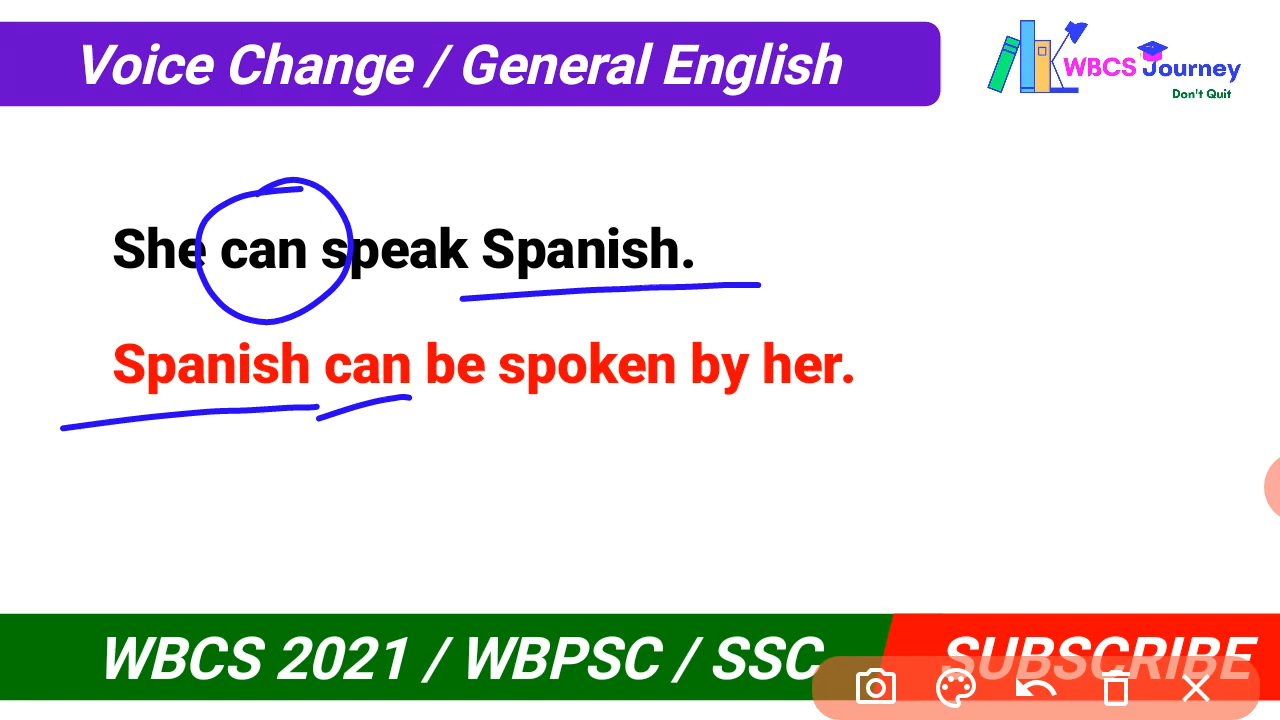 Voice Change / General English
WBCS Journey
Don't Quit
She can speak Spanish.
Spanish can be spoken by her.
WBCS 2021 / WBPSC / SSC
SUBSCRIBE